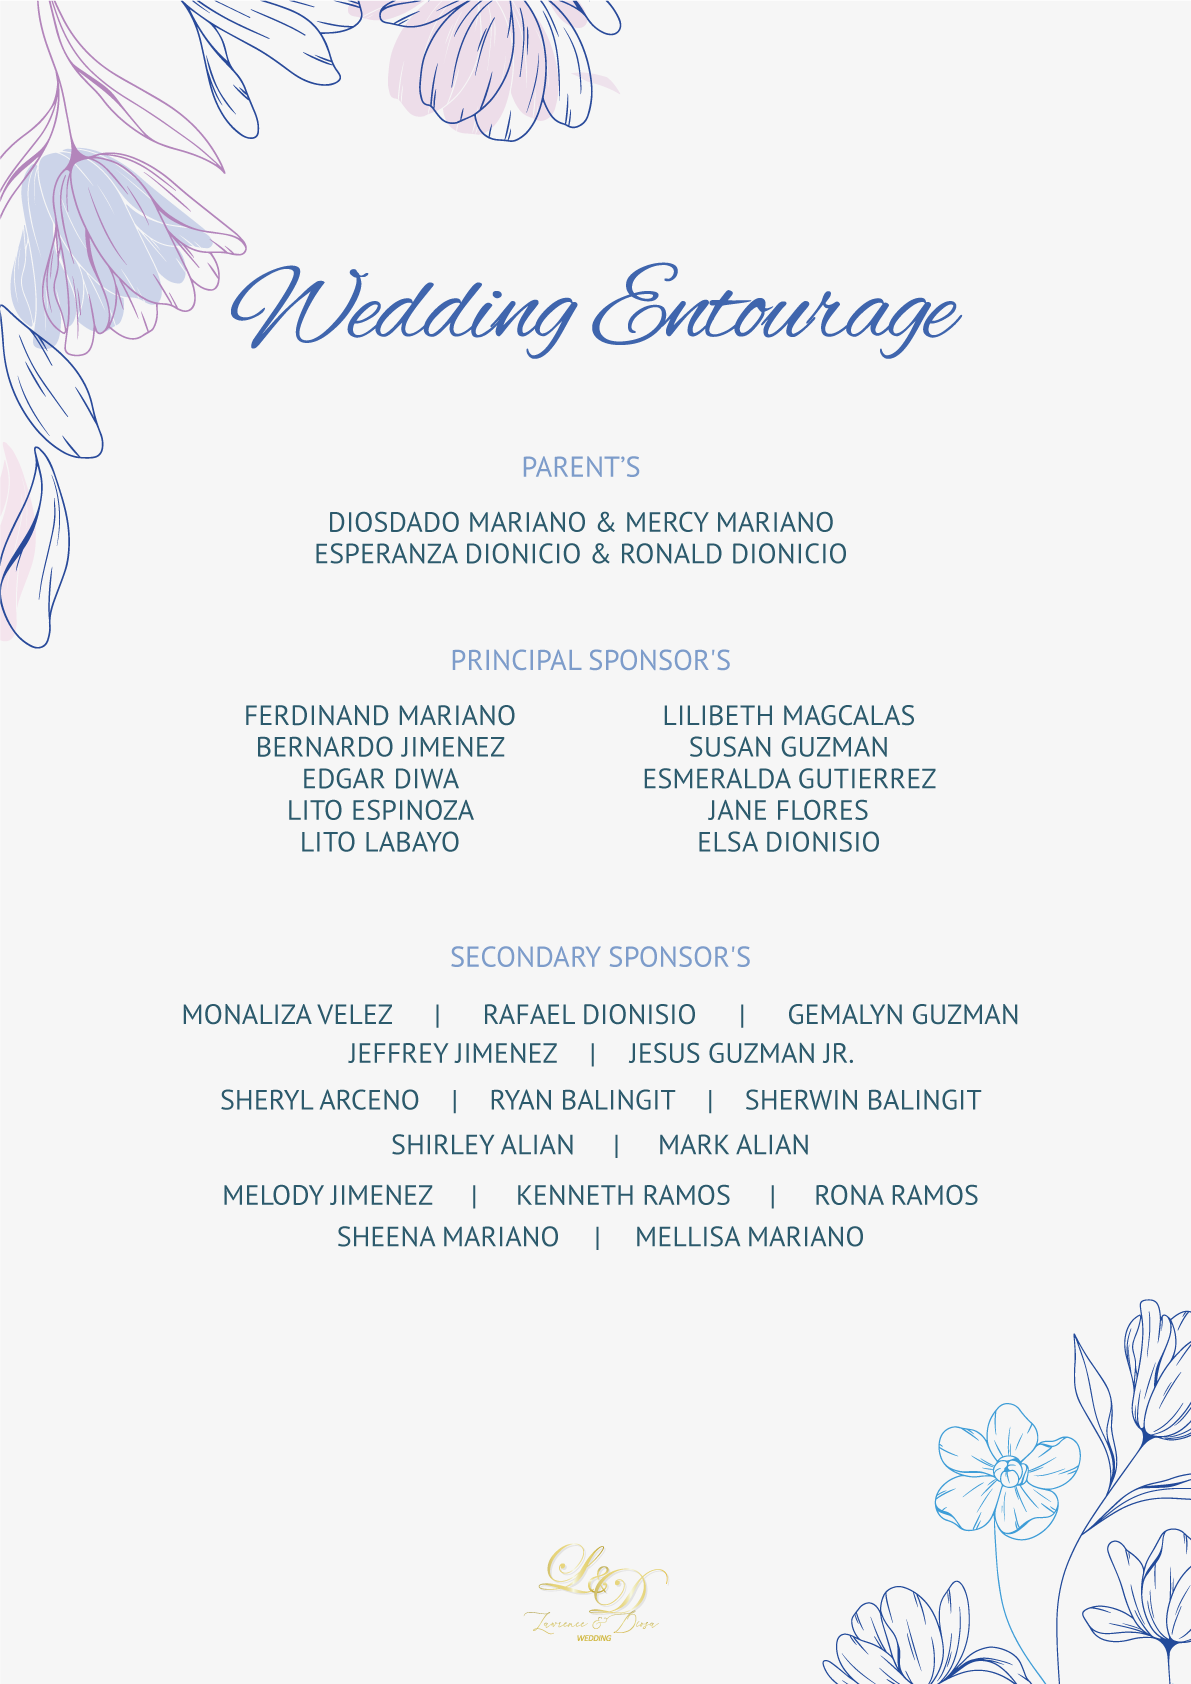 Wedding Entourage
PARENT’S
DIOSDADO MARIANO & MERCY MARIANO
ESPERANZA DIONICIO & RONALD DIONICIO
PRINCIPAL SPONSOR'S
FERDINAND MARIANO
BERNARDO JIMENEZ
EDGAR DIWA
LITO ESPINOZA
LITO LABAYO
LILIBETH MAGCALAS
SUSAN GUZMAN
ESMERALDA GUTIERREZ
JANE FLORES
ELSA DIONISIO
SECONDARY SPONSOR'S
MONALIZA VELEZ | RAFAEL DIONISIO | GEMALYN GUZMAN
JEFFREY JIMENEZ | JESUS GUZMAN JR.
SHERYL ARCENO | RYAN BALINGIT | SHERWIN BALINGIT
SHIRLEY ALIAN | MARK ALIAN
MELODY JIMENEZ | KENNETH RAMOS | RONA RAMOS
SHEENA MARIANO | MELLISA MARIANO
L&D
Lawrence & Diosa
WEDDING